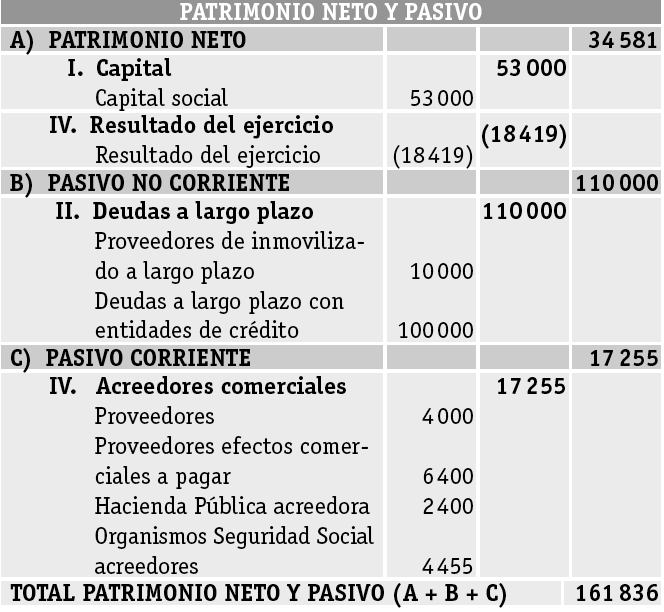 PATRIMONIO NETO Y PASIVO
A) PATRIMONIO NETO 34 581
I. Capital 53 000
Capital social 53 000
IV. Resultado del ejercicio (18 419)
Resultado del ejercicio (18 419)
B) PASIVO NO CORRIENTE 110 000
II. Deudas a largo plazo 110 000
Proveedores de inmoviliza-
do a largo plazo 10 000
Deudas a largo plazo con
entidades de crédito 100 000
C) PASIVO CORRIENTE 17 255
IV. Acreedores comerciales 17 255
Proveedores 4 000
Proveedores efectos comer-
ciales a pagar 6 400
Hacienda Pública acreedora 2 400
Organismos Seguridad Social
acreedores 4 455
TOTAL PATRIMONIO NETO Y PASIVO (A + B + C) 161 836